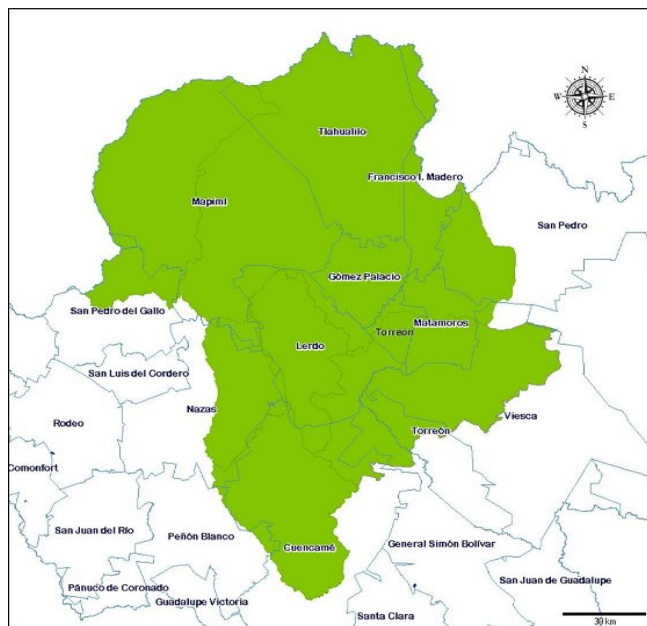 N
W E
S
Tlahualilo
Francisco I. Madero
Mapimí
San Pedro
Gómez Palacio
San Pedro del Gallo
Torreón
Matamoros
Lerdo
San Luis del Cordero
Nazas
Viesca
Rodeo
Torreón
Comonfort
San Juan del Río
Peñón Blanco
General Simón Bolívar
Cuencamé
San Juan de Guadalupe
Pánuco de Coronado
Guadalupe Victoria
Santa Clara
30 km